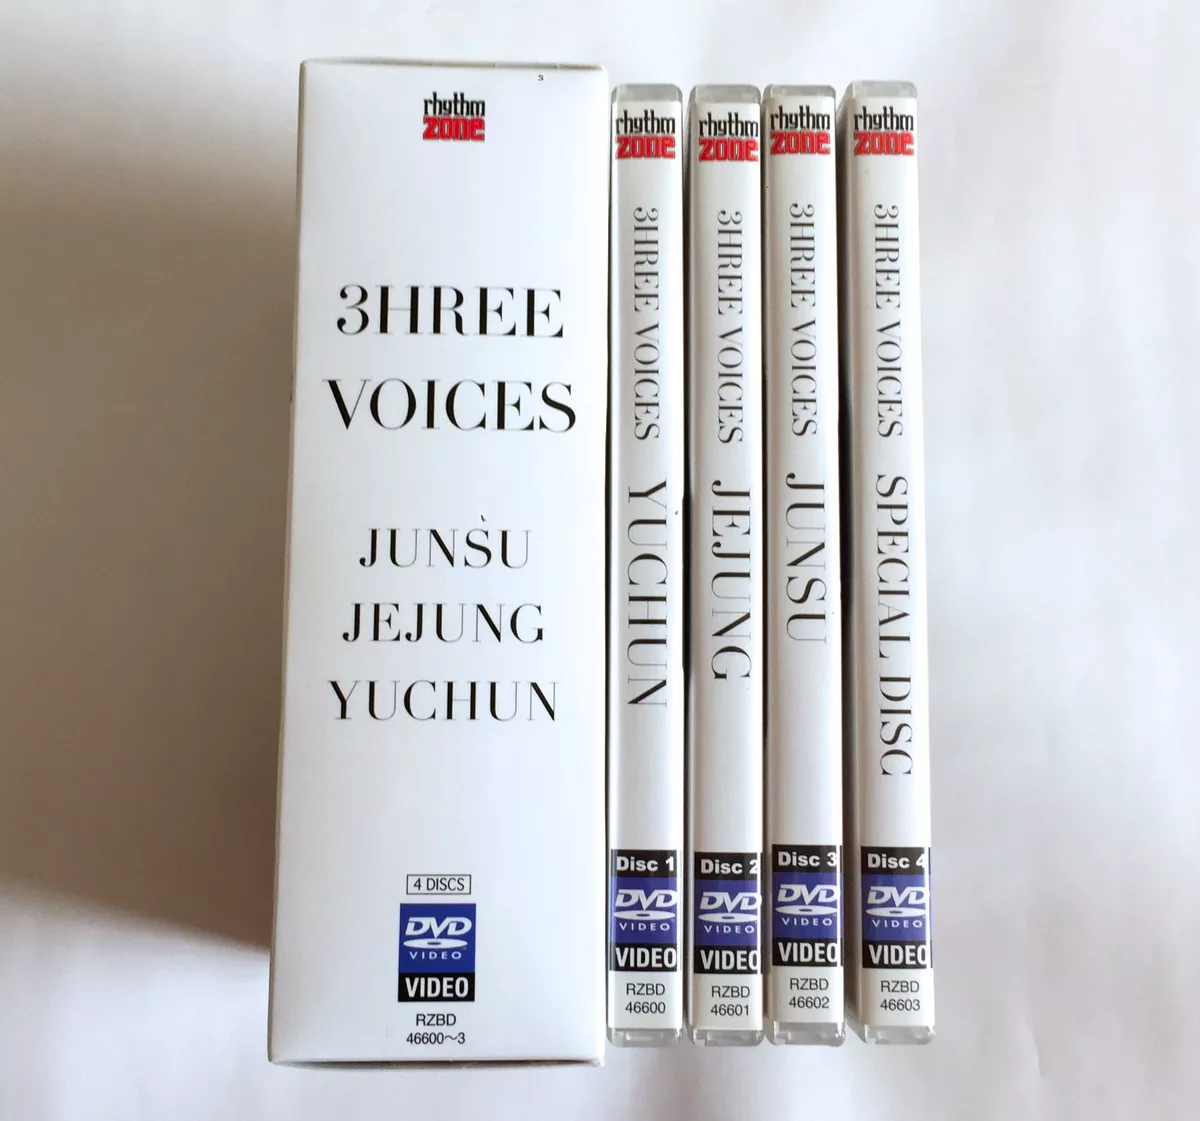 3
rhythm
zone
3HREE
VOICES
JUNSU
JEJUNG
YUCHUN
4 DISCS
DVD
VIDEO
VIDEO
RZBD
46600～3
rhythm
zone
3HREE VOICES YUCHUN
Disc 1
DVD
VIDEO
VIDEO
RZBD
46600
rhythm
zone
3HREE VOICES JEJUNG
Disc 2
DVD
VIDEO
VIDEO
RZBD
46601
rhythm
zone
3HREE VOICES JUNSU
Disc 3
DVD
VIDEO
VIDEO
RZBD
46602
rhythm
zone
3HREE VOICES SPECIAL DISC
Disc 4
DVD
VIDEO
VIDEO
RZBD
46603